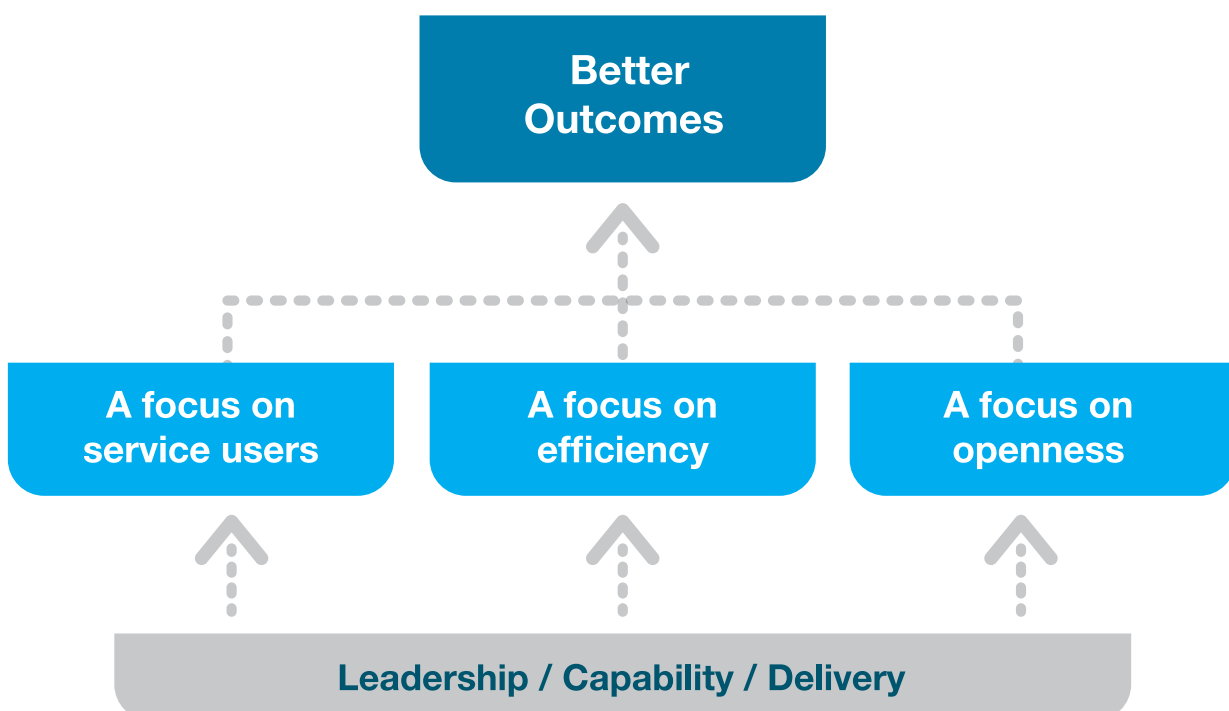 Better
Outcomes
A focus on
service users
A focus on
efficiency
A focus on
openness
Leadership / Capability / Delivery